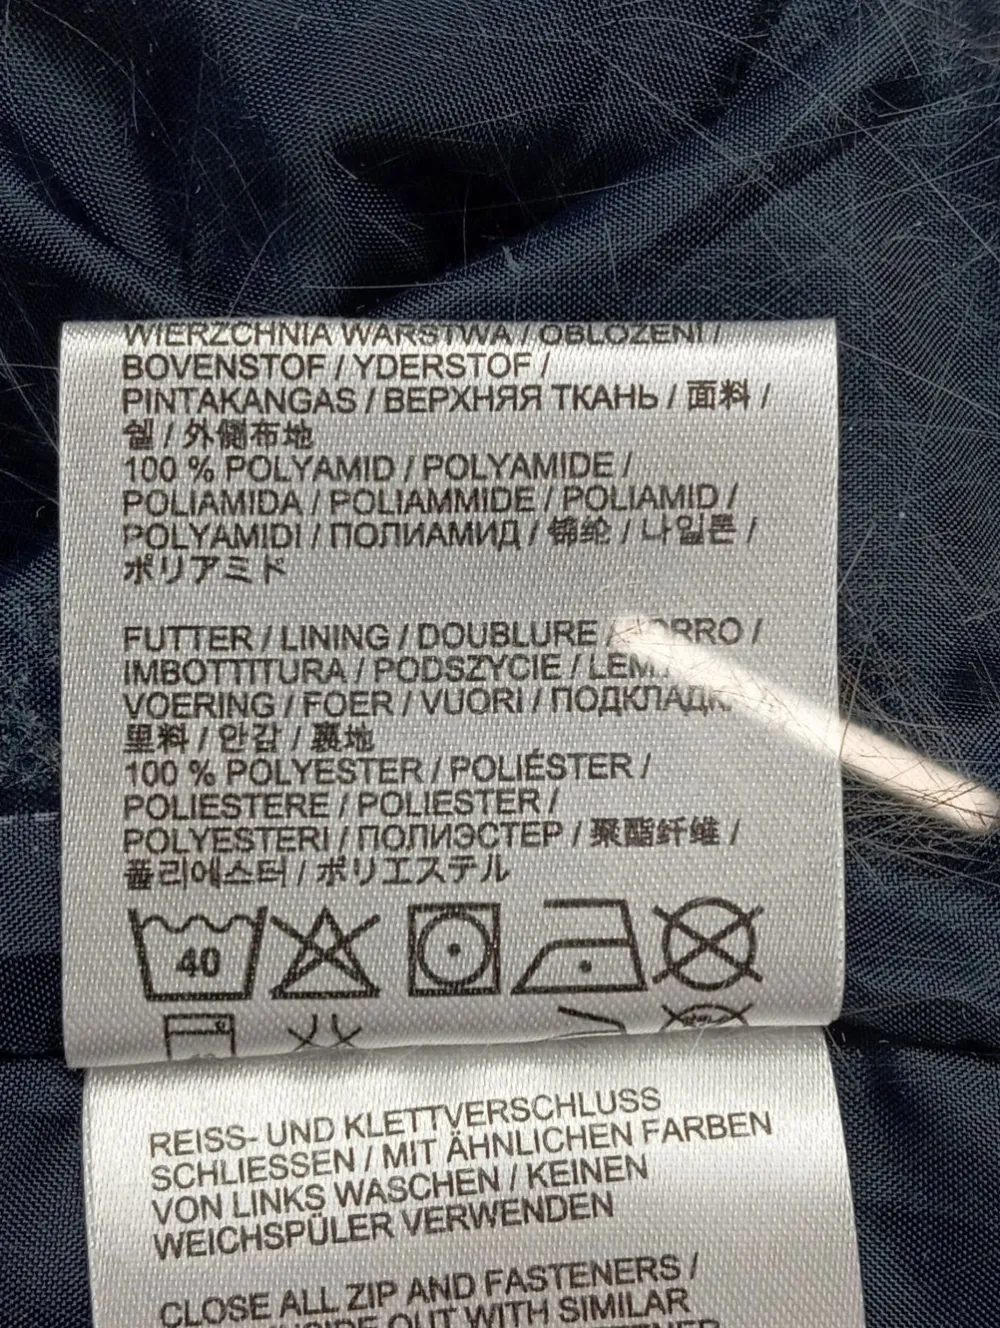 WIERZCHNIA WARSTWA / OBLOŽENI /
BOVENSTOF / YDERSTOF /
PINTAKANGAS / ВЕРХНЯЯ ТКАНЬ / 面料 /
쉘 / 外側布地
100 % POLYAMID / POLYAMIDE /
POLIAMIDA / POLIAMMIDE / POLIAMID /
POLYAMIDI / ПОЛИАМИД / 锦纶 / 나일론 /
ポリアミド
FUTTER / LINING / DOUBLURE /
IMBOTTITURA / PODSZYCIE /
VOERING / FOER / VUORI /
里料 / 안감 / 裏地
100 % POLYESTER / POLIÉSTER /
POLIESTERE / POLIESTER /
POLYESTERI / ПОЛИЭСТЕР / 聚酯纤维 /
폴리에스터 / ポリエステル
40
REISS- UND KLETTVERSCHLUSS
SCHLIESSEN / MIT ÄHNLICHEN FARBEN
VON LINKS WASCHEN / KEINEN
WEICHSPÜLER VERWENDEN
CLOSE ALL ZIP AND FASTENERS /
OUT WITH SIMILAR